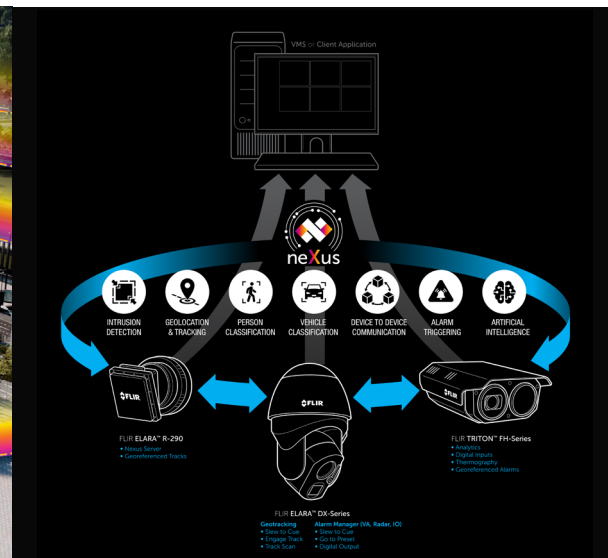 VMS or Client Application
neXus
INTRUSION
DETECTION
GEOLOCATION
& TRACKING
PERSON
CLASSIFICATION
VEHICLE
CLASSIFICATION
DEVICE TO DEVICE
COMMUNICATION
ALARM
TRIGGERING
ARTIFICIAL
INTELLIGENCE
FLIR
FLIR
FLIR
FLIR ELARA™ R-290
• Nexus Server
• Georeferenced Tracks
FLIR TRITON™ FH-Series
• Analytics
• Digital Inputs
• Thermography
• Georeferenced Alarms
FLIR ELARA™ DX-Series
Geotracking
• Slew to Cue
• Engage Track
• Track Scan
Alarm Manager (VA, Radar, IO)
• Slew to Cue
• Go to Preset
• Digital Output